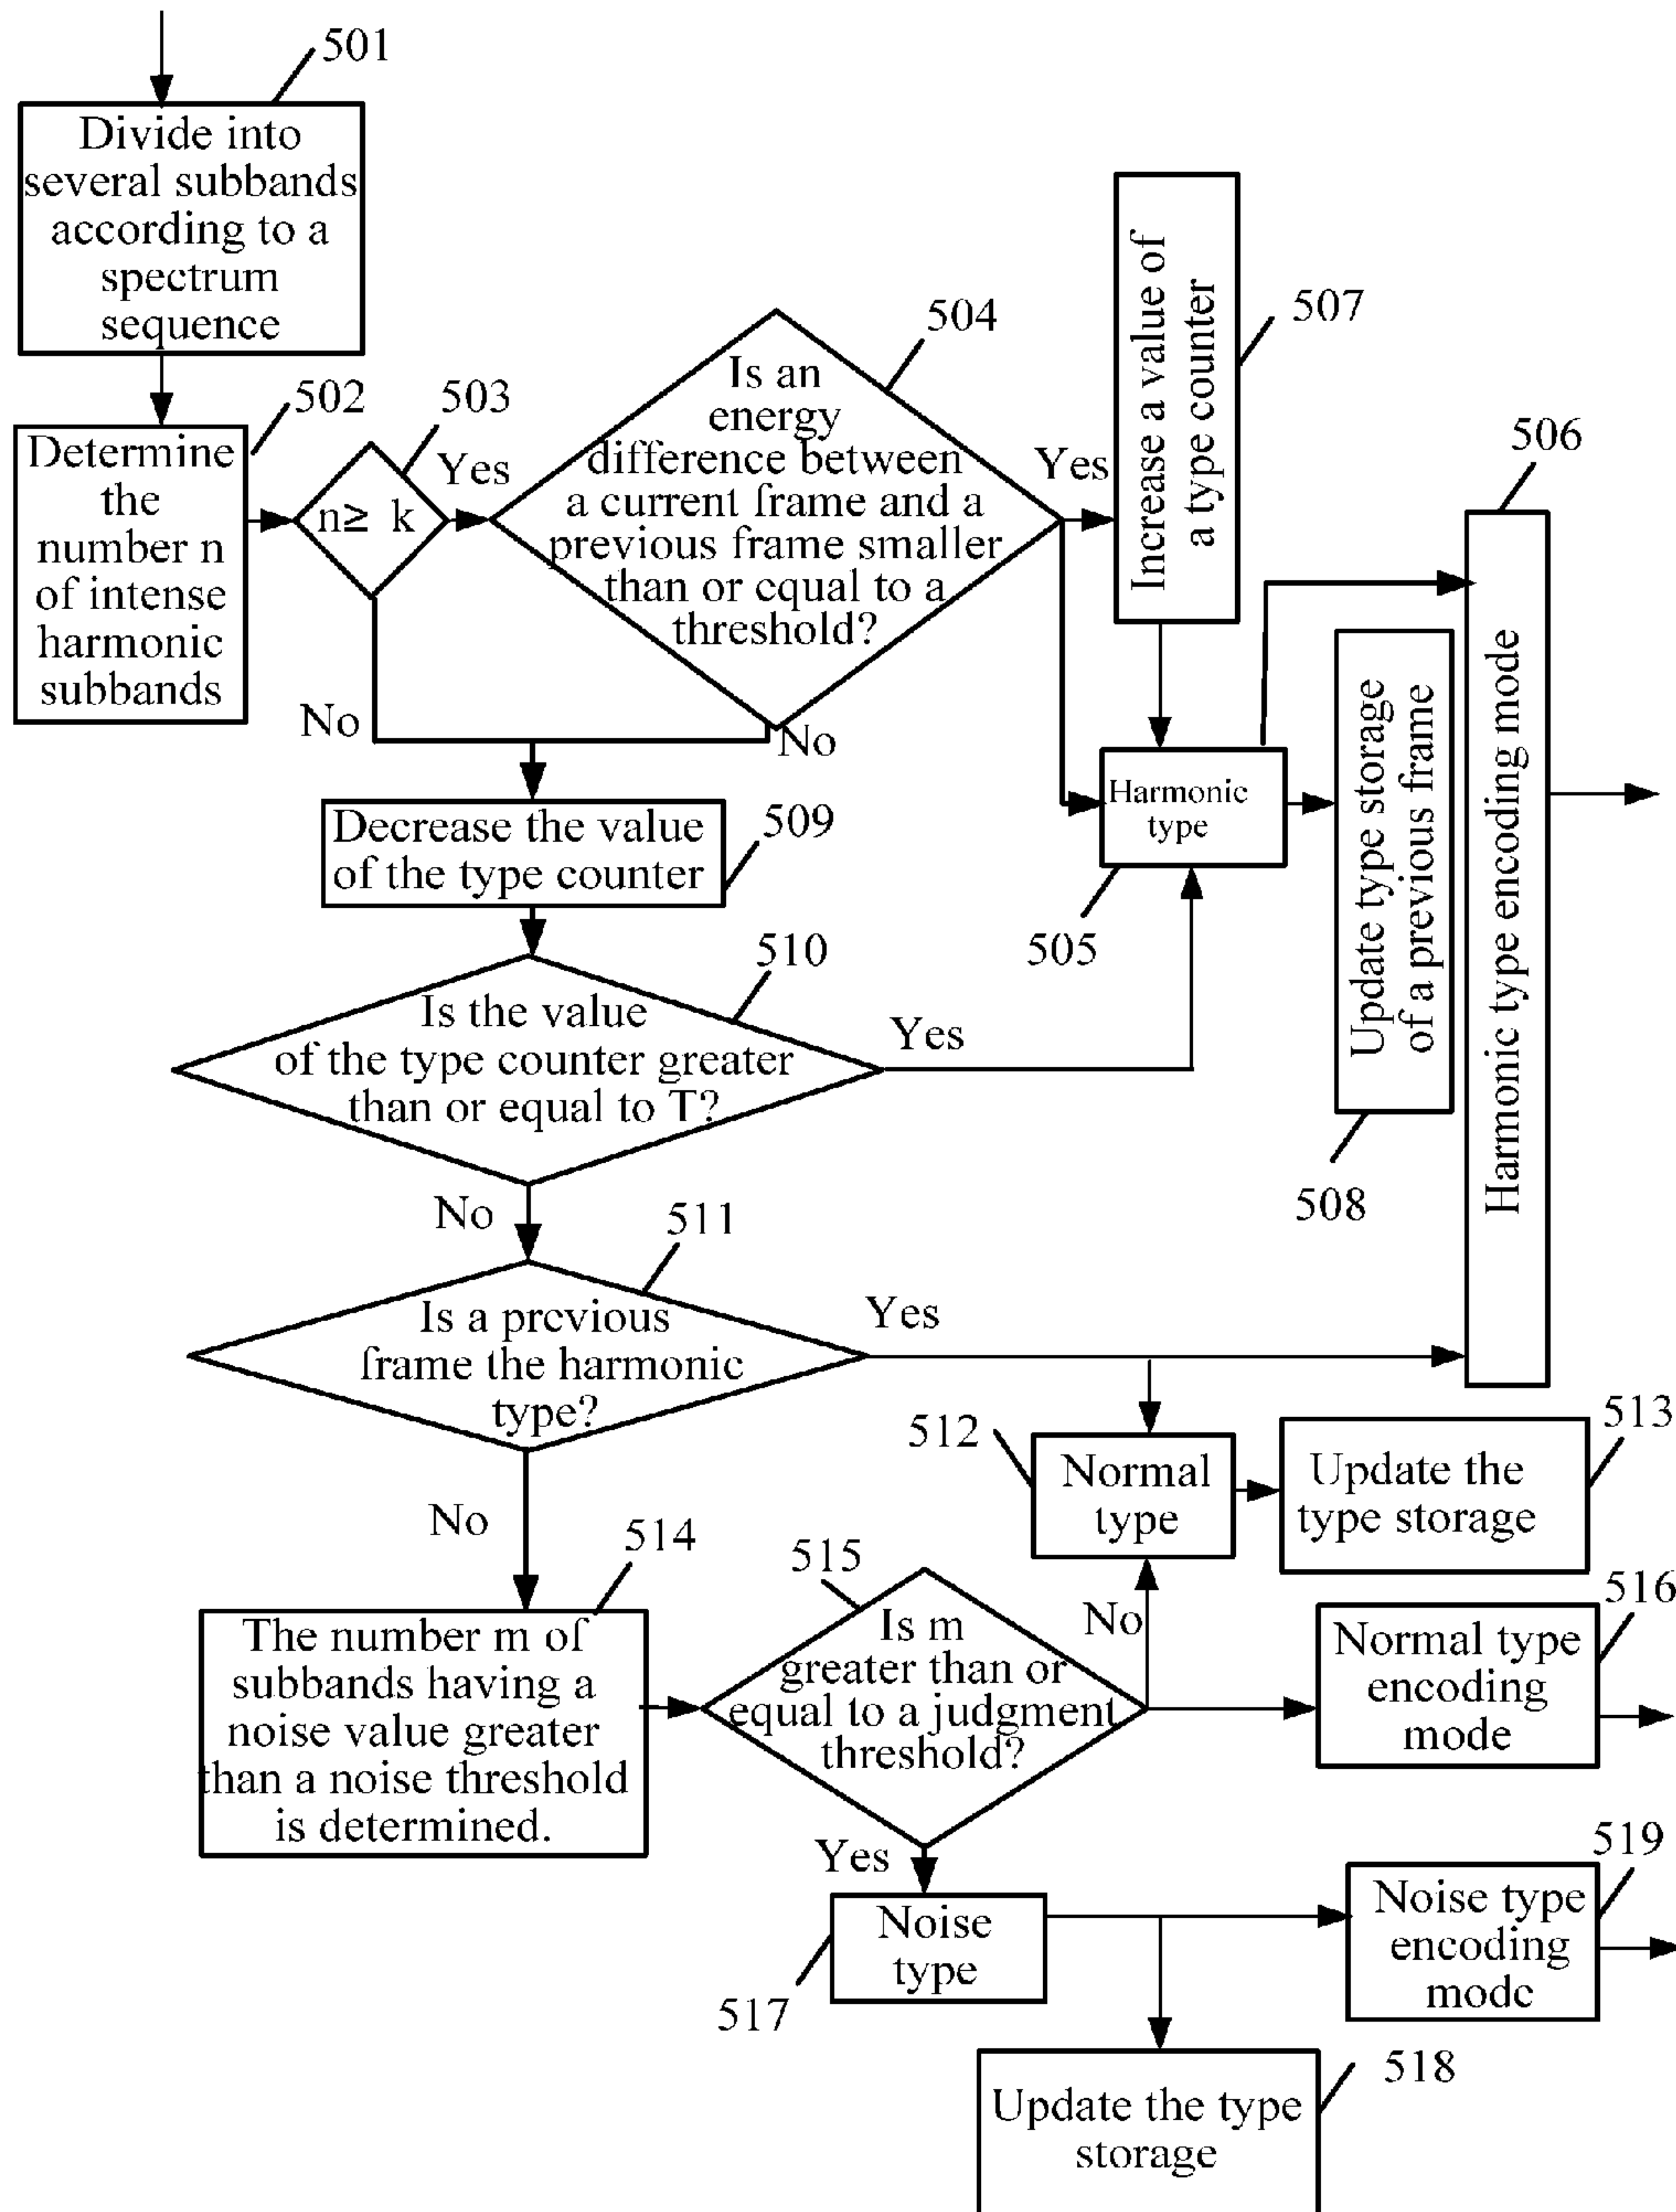 501
Divide into
several subbands
according to a
spectrum
sequence
502
Determine
the
number n
of intense
harmonic
subbands
503
n≥ k
Yes
No
504
Is an
energy
difference between
a current frame and a
previous frame smaller
than or equal to a
threshold?
Yes
No
507
Increase a value of
a type counter
506
Harmonic type encoding mode
Harmonic
type
505
Update type storage
of a previous frame
508
Decrease the value
of the type counter
509
510
Is the value
of the type counter greater
than or equal to T?
Yes
No
511
Is a previous
frame the harmonic
type?
Yes
No
512
Normal
type
513
Update the
type storage
514
The number m of
subbands having a
noise value greater
than a noise threshold
is determined.
515
Is m
greater than or
equal to a judgment
threshold?
No
Yes
516
Normal type
encoding
mode
517
Noise
type
519
Noise type
encoding
mode
518
Update the type
storage